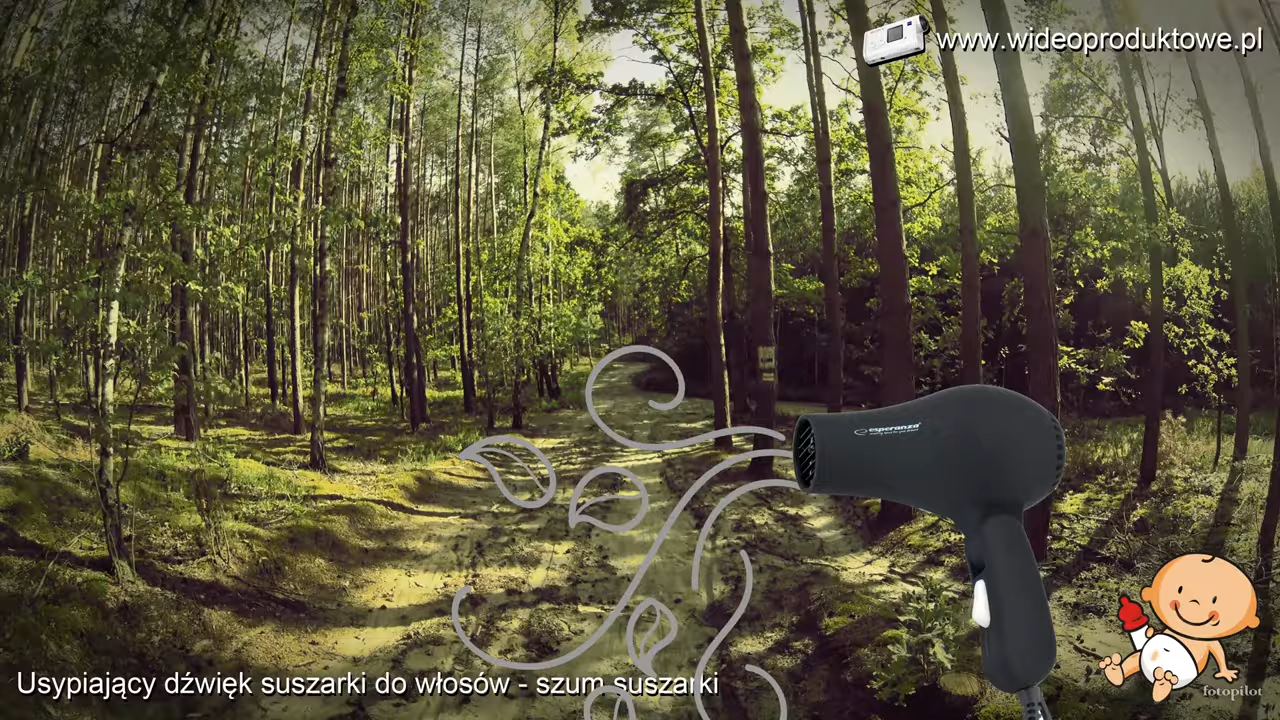 www.wideoproduktowe.pl
esperanza
Usypiający dźwięk suszarki do włosów - szum suszarki
fotopilot